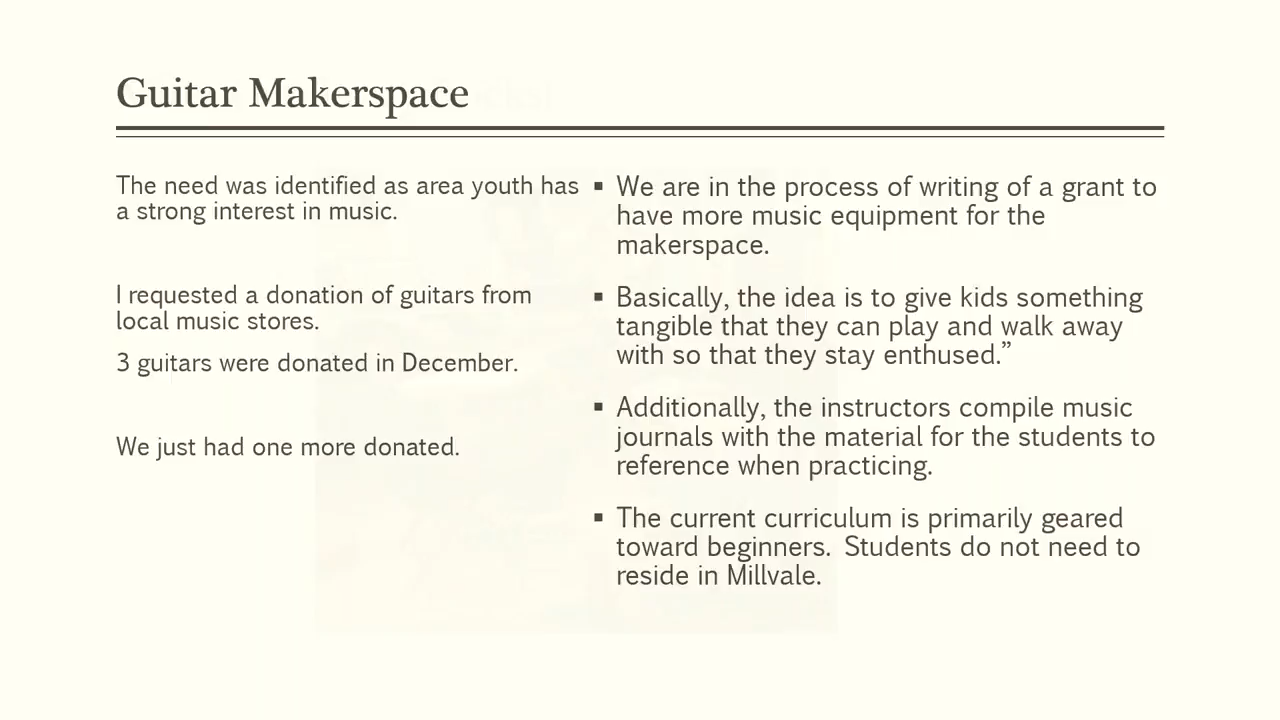 Guitar Makerspace
The need was identified as area youth has
a strong interest in music.
I requested a donation of guitars from
local music stores.
3 guitars were donated in December.
We just had one more donated.
▪ We are in the process of writing of a grant to
have more music equipment for the
makerspace.
▪ Basically, the idea is to give kids something
tangible that they can play and walk away
with so that they stay enthused.”
▪ Additionally, the instructors compile music
journals with the material for the students to
reference when practicing.
▪ The current curriculum is primarily geared
toward beginners.  Students do not need to
reside in Millvale.